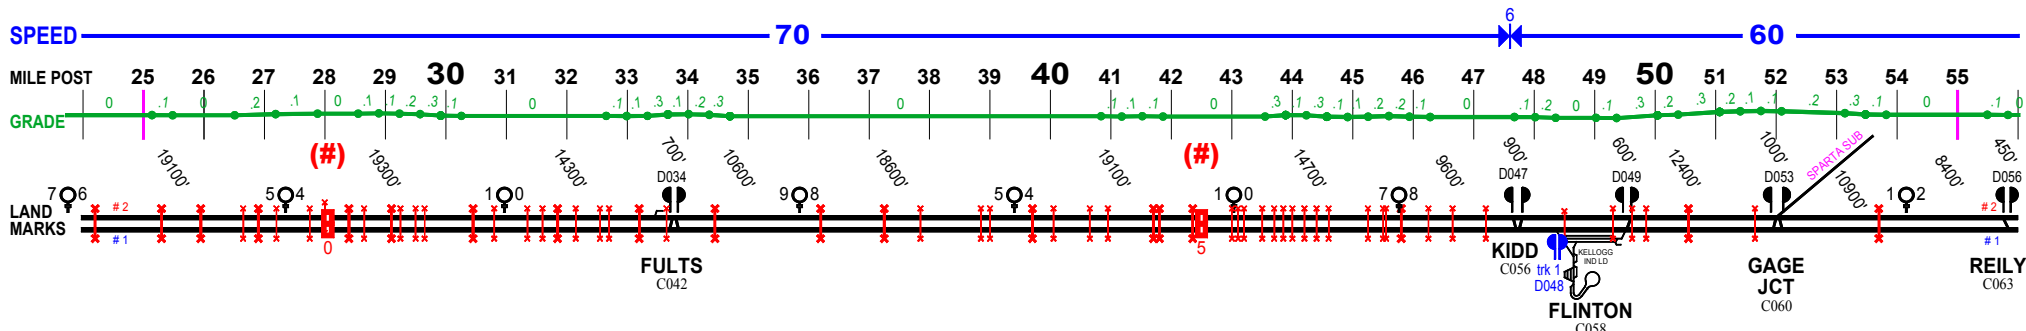 6
SPEED 70 60
MILE POST 25 26 27 28 29 30 31 32 33 34 35 36 37 38 39 40 41 42 43 44 45 46 47 48 49 50 51 52 53 54 55
GRADE 0 .1 0 .2 .1 0 .1 .1 .2 .3 .1 0 .1 .1 .3 .1 .2 .3 0 .1 .1 .1 0 .3 .1 .2 .1 .2 .2 .1 0 .1 .2 0 .1 .3 .2 .3 .2 .1 .1 .2 .3 .1 0 .1 0
19100' (#) 19300' 14300' 700' 10600' 18600' 19100' (#) 14700' 9600' 900' 600' 12400' 1000' SPARTA SUB 10900' 8400' 450'
D034 D047 D049 D053 D056
7 6 5 4 1 0 9 8 5 4 1 0 7 8 1 2
LAND # 2 # 2
MARKS # 1 # 1
0 5
FULTS
C042
KIDD
C056
trk 1
D048
KELLOGG
IND LD
FLINTON
C058
GAGE
JCT
C060
REILY
C063